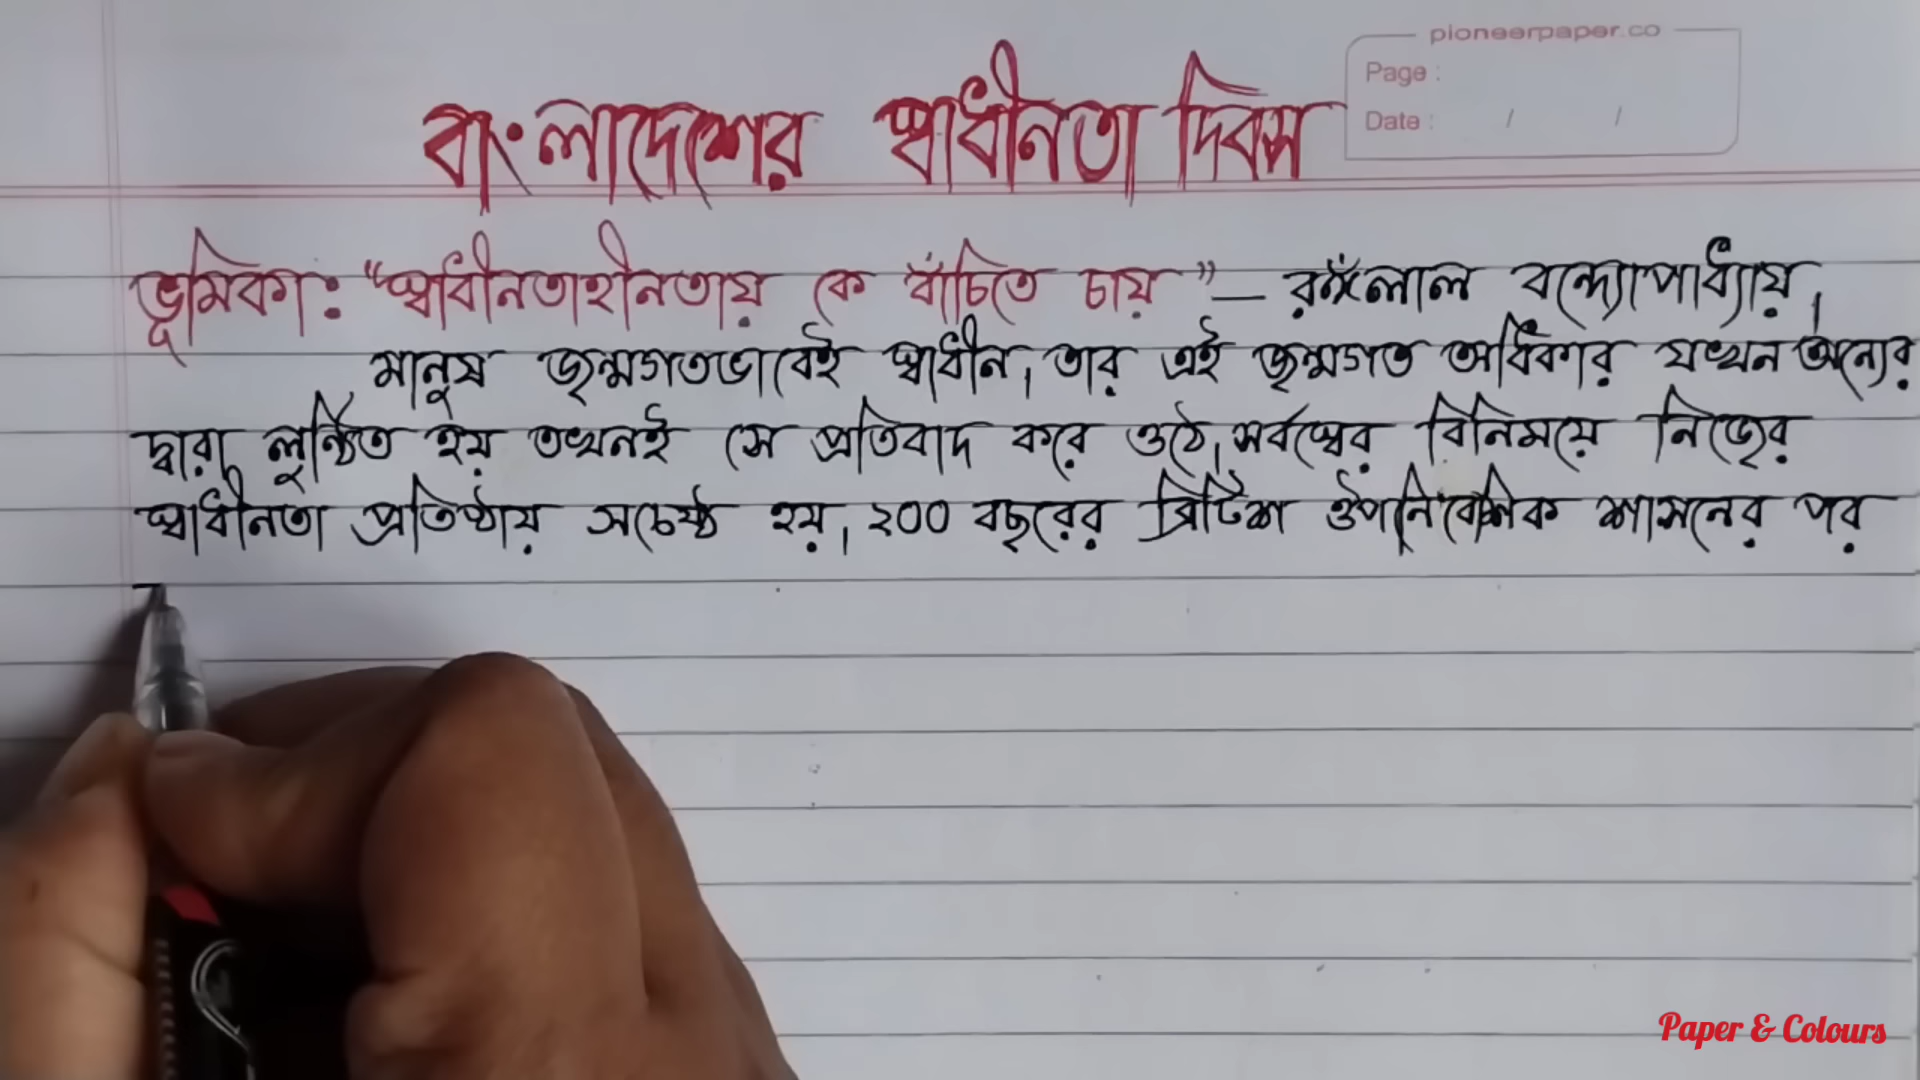 pioneerpaper.co
Page :
Date : / /
বাংলাদেশের স্বাধীনতা দিবস
ভূমিকা: “স্বাধীনতাহীনতায় কে বাঁচিতে চায়” — রঙ্গলাল বন্দ্যোপাধ্যায়।
মানুষ জন্মগতভাবেই স্বাধীন, তার এই জন্মগত অধিকার যখন অন্যের
দ্বারা লুন্ঠিত হয় তখনই সে প্রতিবাদ করে ওঠে, সর্বস্বের বিনিময়ে নিজের
স্বাধীনতা প্রতিষ্ঠায় সচেষ্ঠ হয়, ২০০ বছরের ব্রিটিশ ঔপনিবেশিক শাসনের পর
Paper & Colours